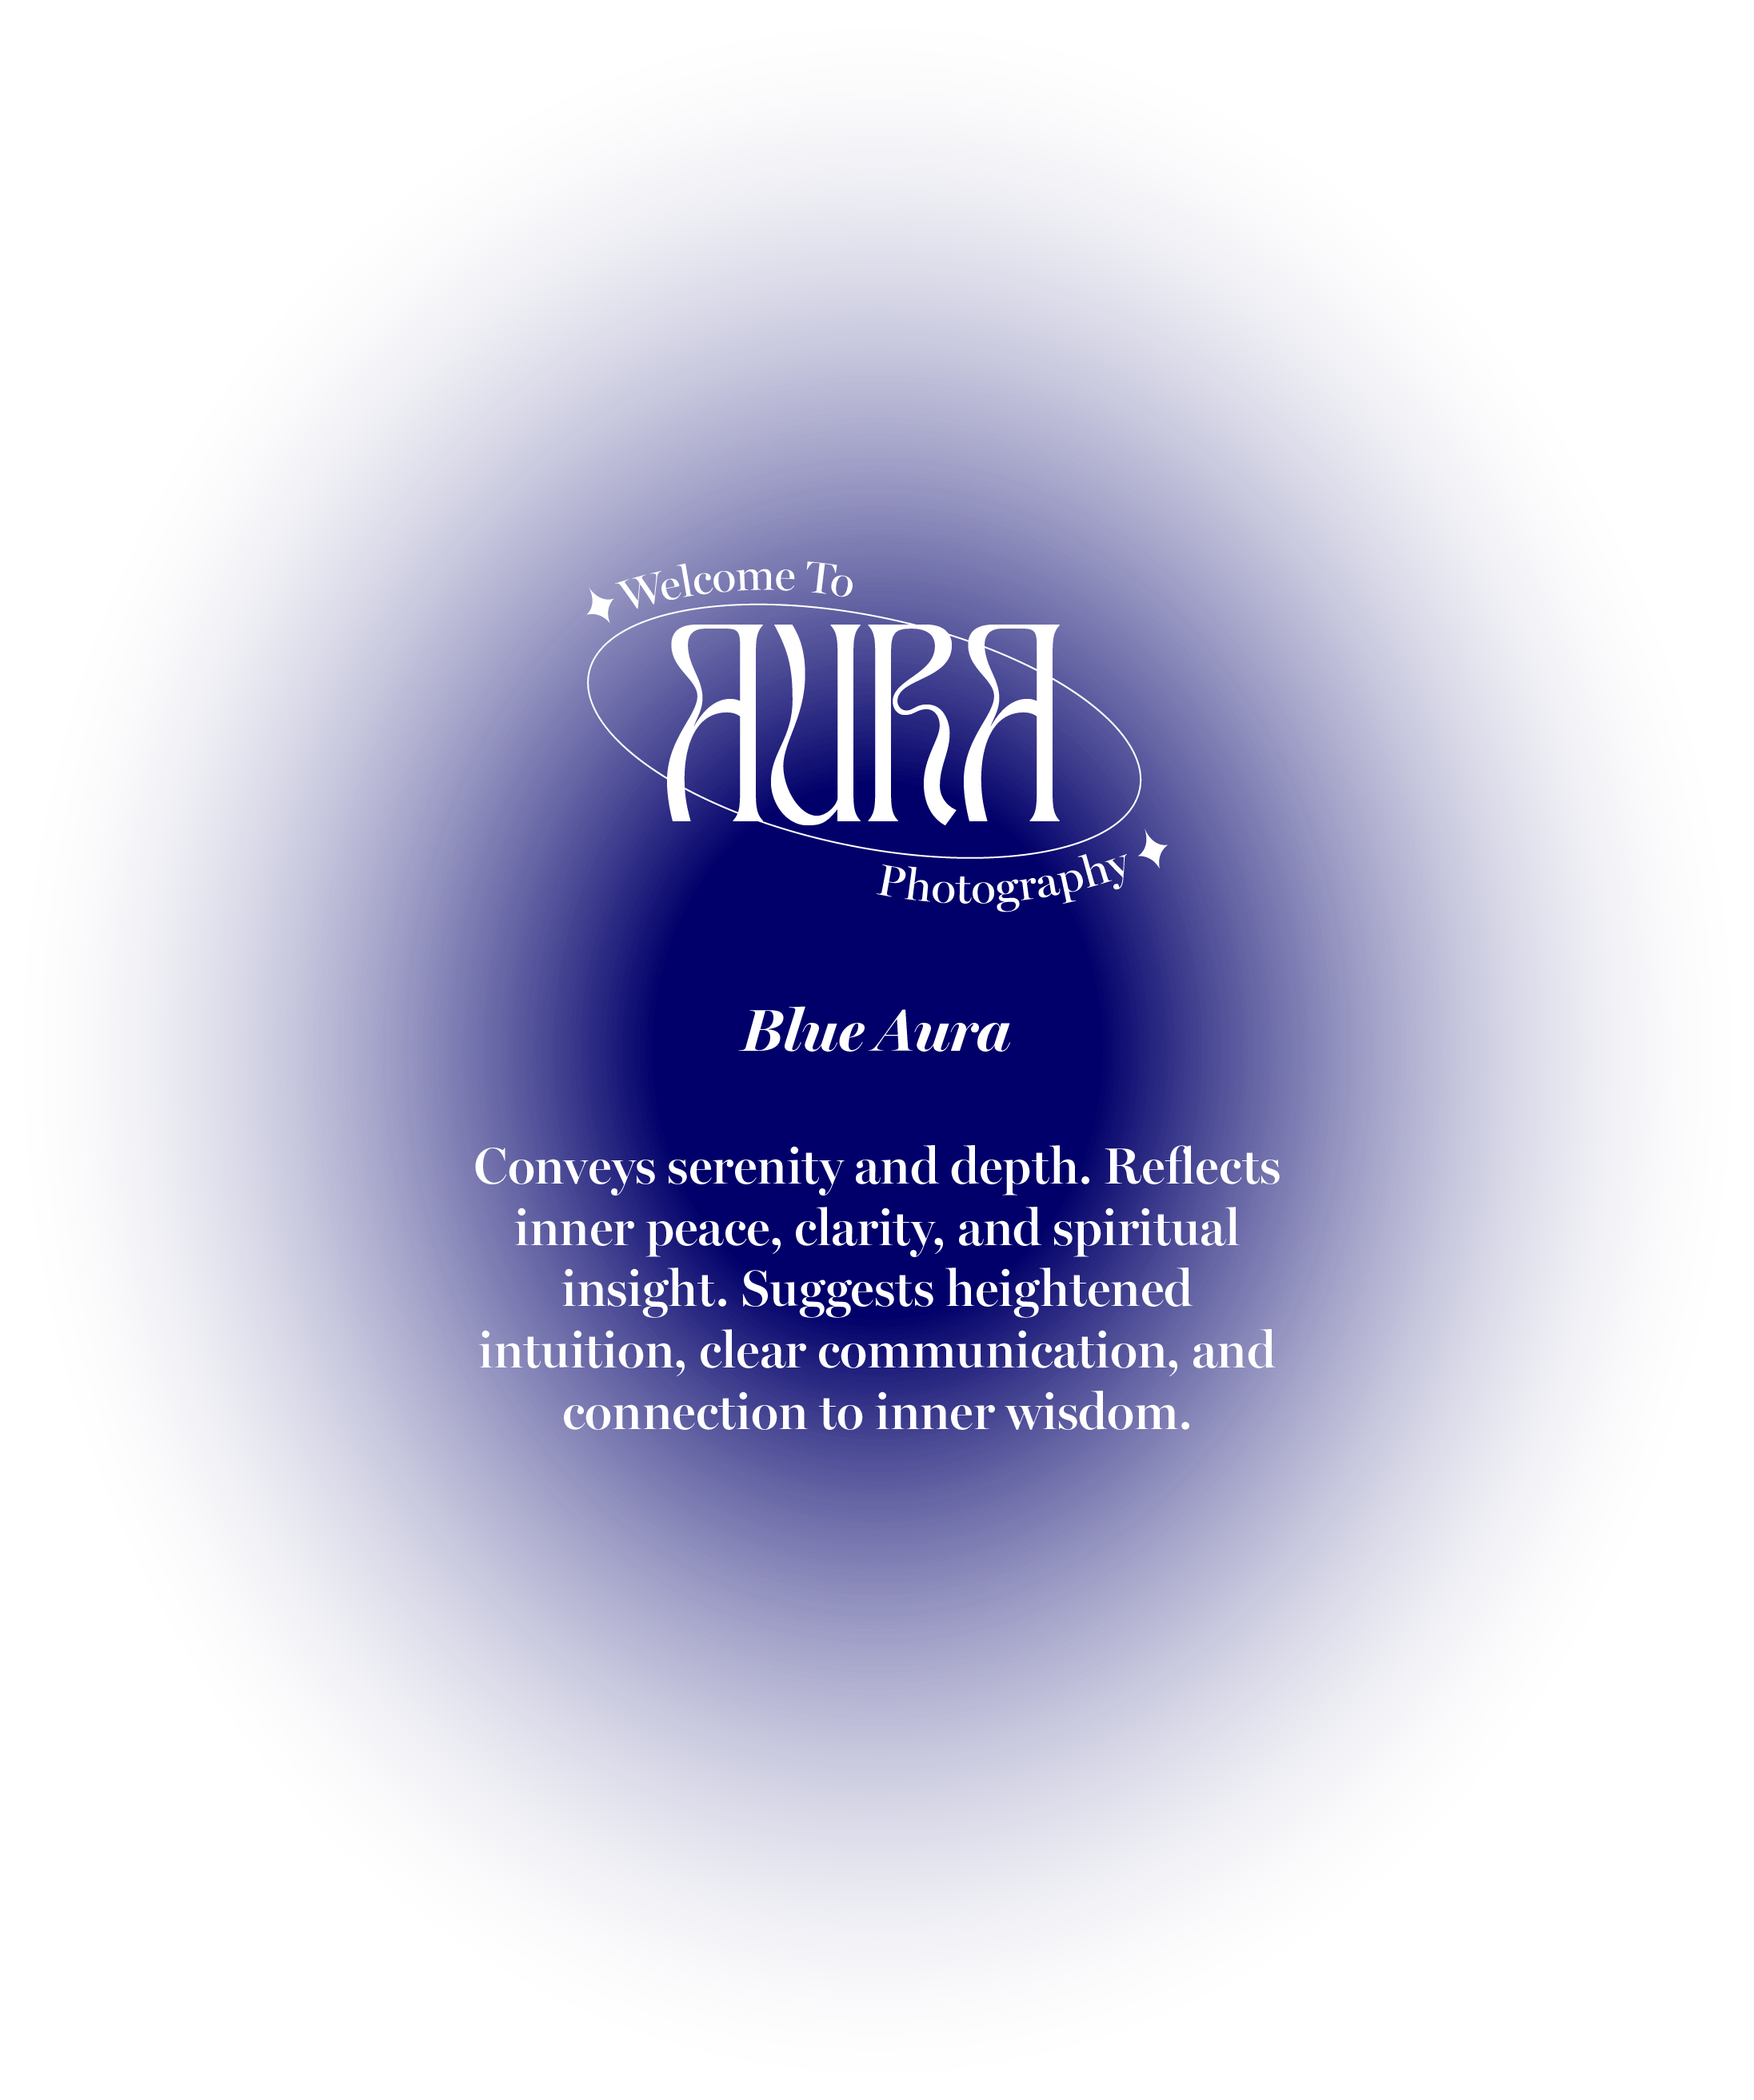 Welcome To
AURA
Photography
Blue Aura
Conveys serenity and depth. Reflects
inner peace, clarity, and spiritual
insight. Suggests heightened
intuition, clear communication, and
connection to inner wisdom.